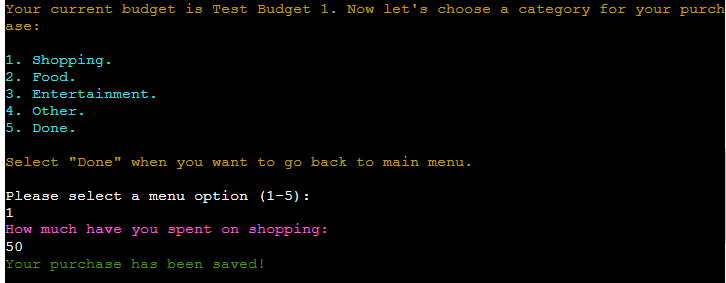 Your current budget is Test Budget 1. Now let's choose a category for your purch
ase:
1. Shopping.
2. Food.
3. Entertainment.
4. Other.
5. Done.
Select "Done" when you want to go back to main menu.
Please select a menu option (1-5):
1
How much have you spent on shopping:
50
Your purchase has been saved!